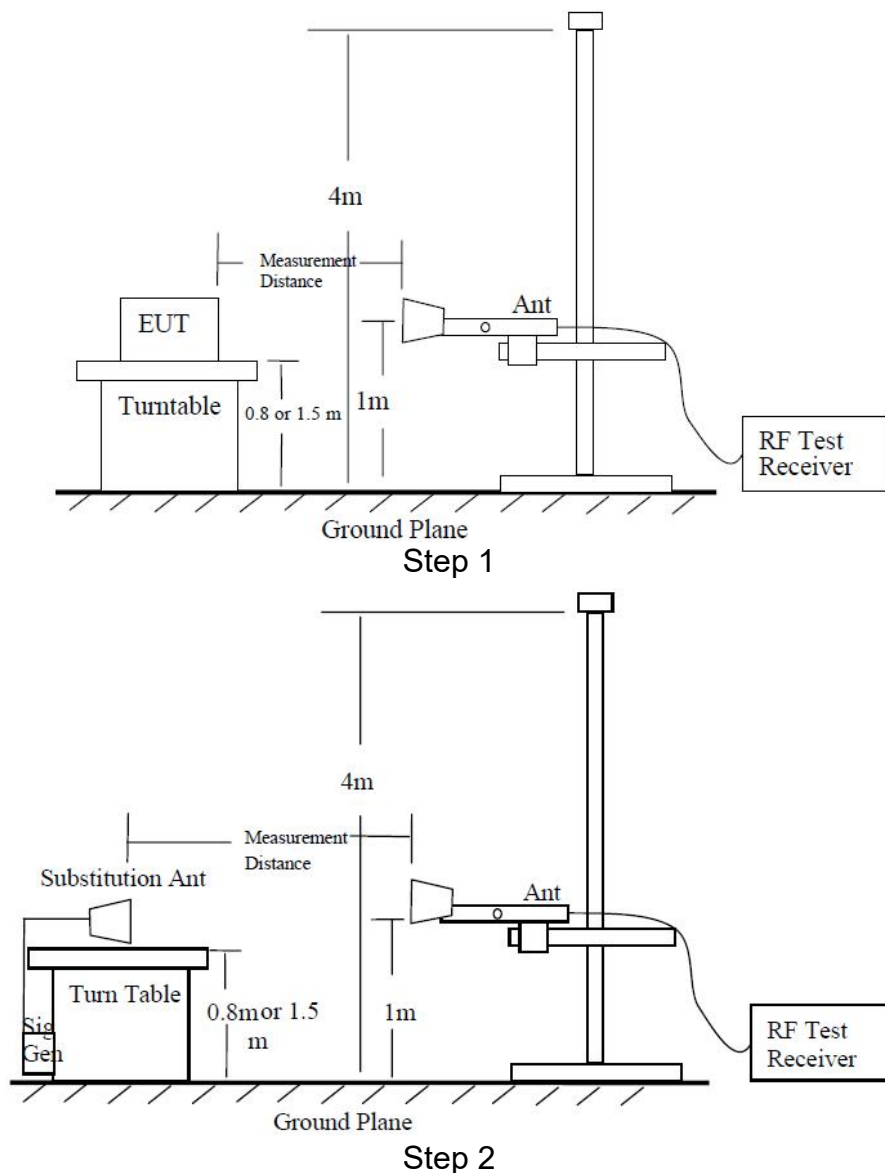 4m
Measurement
Distance
Ant
EUT
1m
Turntable
0.8 or 1.5 m
RF Test
Receiver
Ground Plane
Step 1
4m
Measurement
Distance
Substitution Ant
Ant
Turn Table
0.8m or 1.5
m
1m
Sig
Gen
RF Test
Receiver
Ground Plane
Step 2